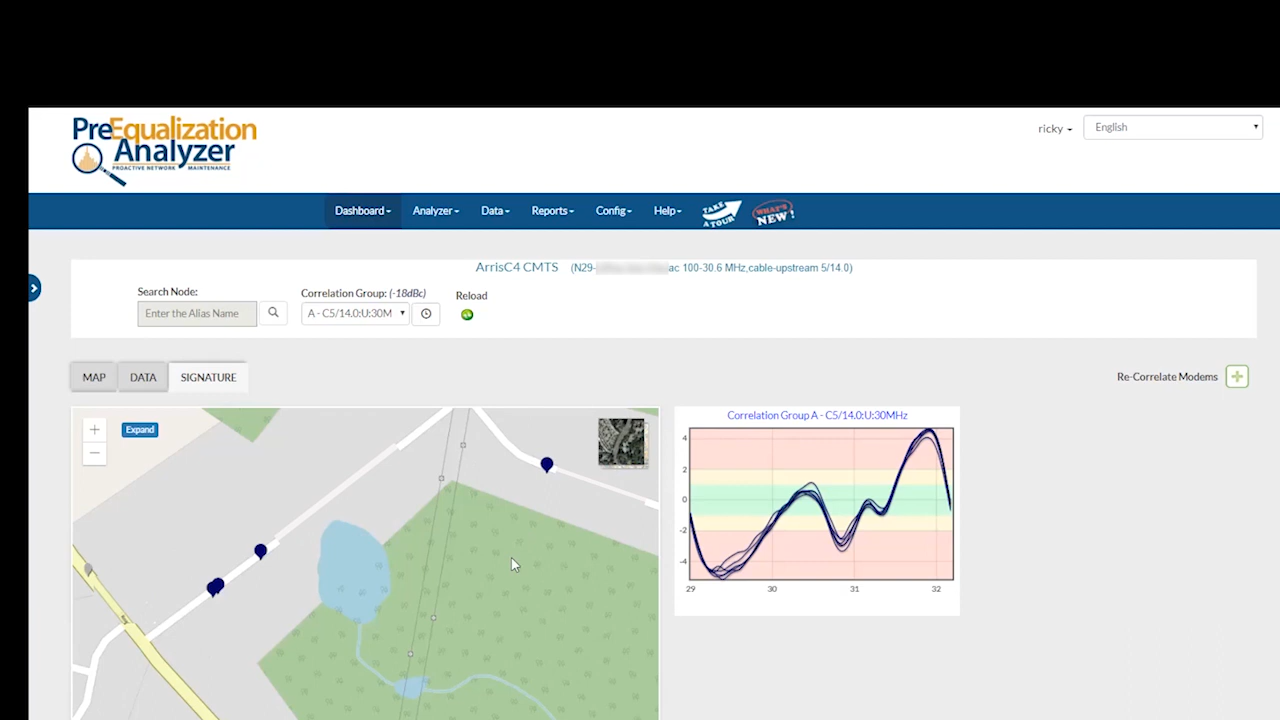 PreEqualization
Analyzer
PROACTIVE NETWORK MAINTENANCE
ricky
English
Dashboard
Analyzer
Data
Reports
Config
Help
TAKE A TOUR
WHAT'S NEW!
ArrisC4 CMTS (N29- ac 100-30.6 MHz,cable-upstream 5/14.0)
Search Node:
Enter the Alias Name
Correlation Group: (-18dBc)
A - C5/14.0:U:30M
Reload
MAP
DATA
SIGNATURE
Re-Correlate Modems
+
−
Expand
Correlation Group A - C5/14.0:U:30MHz
4
2
0
-2
-4
29 30 31 32